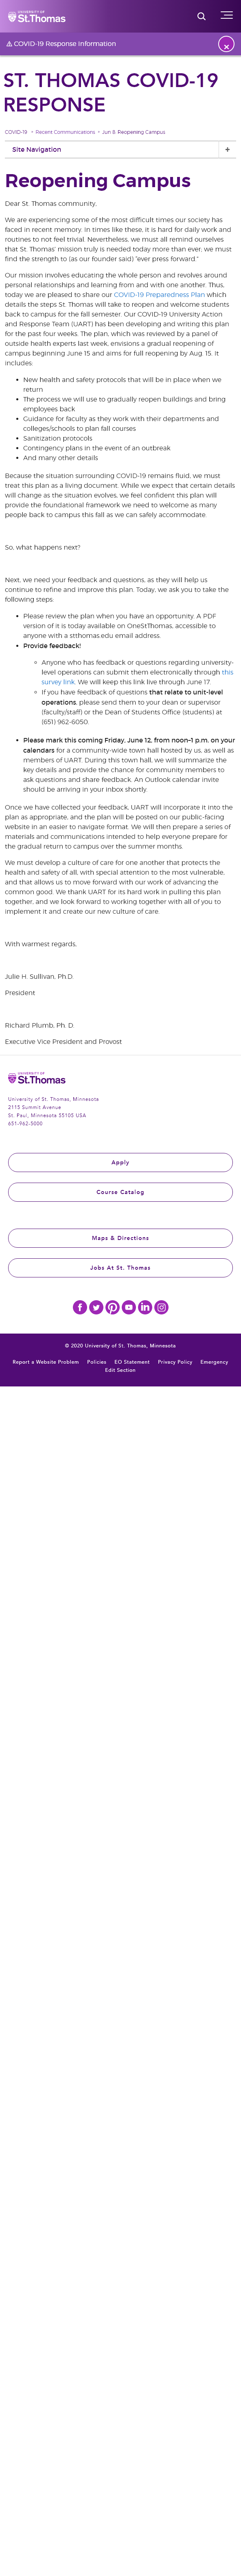 UNIVERSITY OF
St.Thomas
⚠ COVID-19 Response Information
×
ST. THOMAS COVID-19
RESPONSE
COVID-19 • Recent Communications • Jun 8: Reopening Campus
Site Navigation +
Reopening Campus
Dear St. Thomas community,
We are experiencing some of the most difficult times our society has
faced in recent memory. In times like these, it is hard for daily work and
routines to not feel trivial. Nevertheless, we must all remind ourselves
that St. Thomas’ mission truly is needed today more than ever; we must
find the strength to (as our founder said) “ever press forward.”
Our mission involves educating the whole person and revolves around
personal relationships and learning from and with one another. Thus,
today we are pleased to share our COVID-19 Preparedness Plan which
details the steps St. Thomas will take to reopen and welcome students
back to campus for the fall semester. Our COVID-19 University Action
and Response Team (UART) has been developing and writing this plan
for the past four weeks. The plan, which was reviewed by a panel of
outside health experts last week, envisions a gradual reopening of
campus beginning June 15 and aims for full reopening by Aug. 15. It
includes:
• New health and safety protocols that will be in place when we
return
• The process we will use to gradually reopen buildings and bring
employees back
• Guidance for faculty as they work with their departments and
colleges/schools to plan fall courses
• Sanitation protocols
• Contingency plans in the event of an outbreak
• And many other details
Because the situation surrounding COVID-19 remains fluid, we must
treat this plan as a living document. While we expect that certain details
will change as the situation evolves, we feel confident this plan will
provide the foundational framework we need to welcome as many
people back to campus this fall as we can safely accommodate.
So, what happens next?
Next, we need your feedback and questions, as they will help us
continue to refine and improve this plan. Today, we also ask you to take the
following steps:
• Please review the plan when you have an opportunity. A PDF
version of it is today available on OneStThomas, accessible to
anyone with a stthomas.edu email address.
• Provide feedback!
◦ Anyone who has feedback or questions regarding university-
level operations can submit them electronically through this
survey link. We will keep this link live through June 17.
◦ If you have feedback of questions that relate to unit-level
operations, please send them to your dean or supervisor
(faculty/staff) or the Dean of Students Office (students) at
(651) 962-6050.
• Please mark this coming Friday, June 12, from noon-1 p.m. on your
calendars for a community-wide town hall hosted by us, as well as
members of UART. During this town hall, we will summarize the
key details and provide the chance for community members to
ask questions and share feedback. An Outlook calendar invite
should be arriving in your inbox shortly.
Once we have collected your feedback, UART will incorporate it into the
plan as appropriate, and the plan will be posted on our public-facing
website in an easier to navigate format. We will then prepare a series of
materials and communications intended to help everyone prepare for
the gradual return to campus over the summer months.
We must develop a culture of care for one another that protects the
health and safety of all, with special attention to the most vulnerable,
and that allows us to move forward with our work of advancing the
common good. We thank UART for its hard work in pulling this plan
together, and we look forward to working together with all of you to
implement it and create our new culture of care.
With warmest regards,
Julie H. Sullivan, Ph.D.
President
Richard Plumb, Ph. D.
Executive Vice President and Provost
UNIVERSITY OF
St.Thomas
University of St. Thomas, Minnesota
2115 Summit Avenue
St. Paul, Minnesota 55105 USA
651-962-5000
Apply
Course Catalog
Maps & Directions
Jobs At St. Thomas
© 2020 University of St. Thomas, Minnesota
Report a Website Problem Policies EO Statement Privacy Policy Emergency
Edit Section